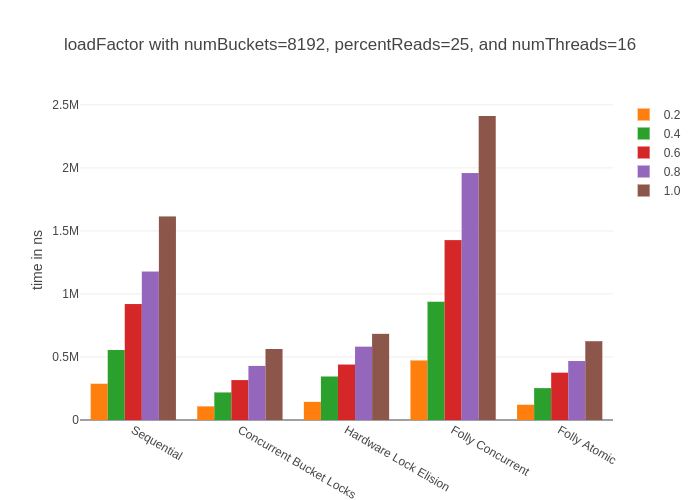 loadFactor with numBuckets=8192, percentReads=25, and numThreads=16
2.5M
2M
1.5M
1M
0.5M
0
time in ns
Sequential
Concurrent Bucket Locks
Hardware Lock Elision
Folly Concurrent
Folly Atomic
0.2
0.4
0.6
0.8
1.0